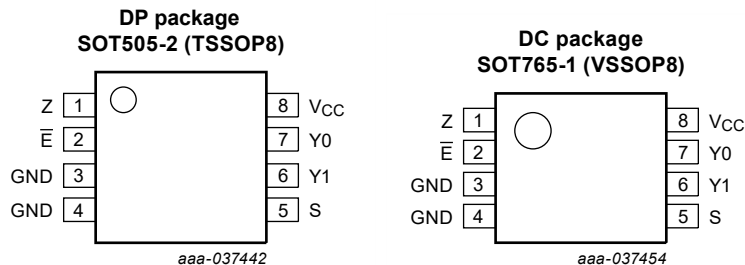 DP package
SOT505-2 (TSSOP8)
Z 1 8 VCC
E̅ 2 7 Y0
GND 3 6 Y1
GND 4 5 S
aaa-037442
DC package
SOT765-1 (VSSOP8)
Z 1 8 VCC
E̅ 2 7 Y0
GND 3 6 Y1
GND 4 5 S
aaa-037454